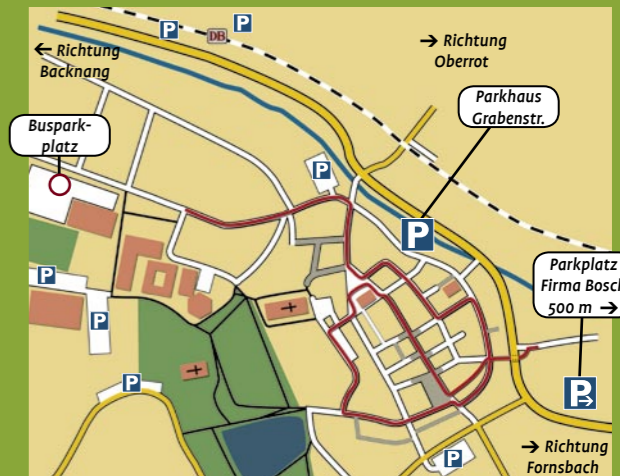 P
P
DB
← Richtung
Backnang
→ Richtung
Oberrot
Parkhaus
Grabenstr.
Buspark-
platz
P
P
Parkplatz
Firma Bosch
500 m →
P
P
P
P
P
→ Richtung
Fornsbach